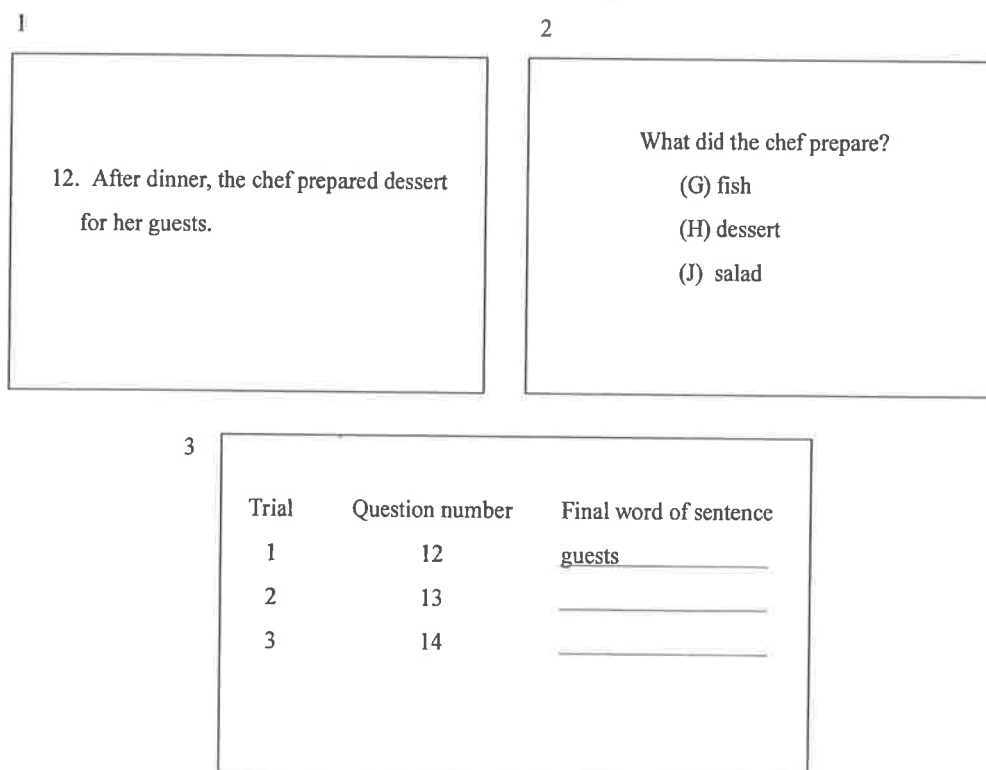 1
12. After dinner, the chef prepared dessert
for her guests.
2
What did the chef prepare?
(G) fish
(H) dessert
(J) salad
3
Trial Question number Final word of sentence
1 12 guests
2 13
3 14